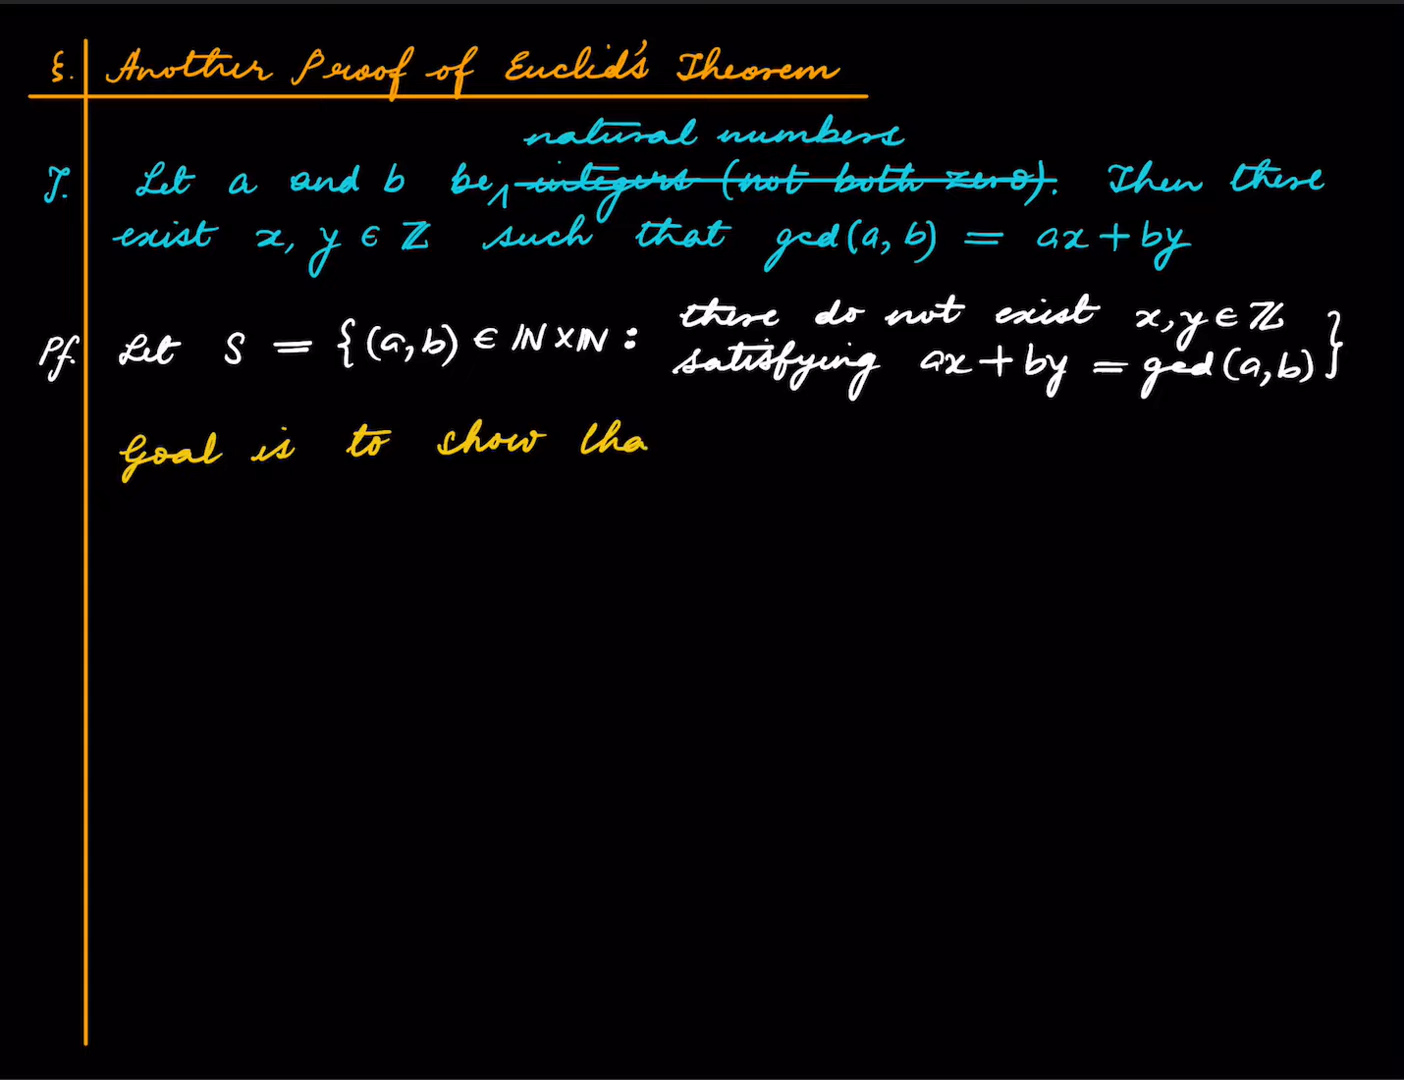 §. Another Proof of Euclid's Theorem
natural numbers
T. Let a and b be, ^ integers (not both zero). Then there
exist x, y ∈ ℤ such that gcd(a, b) = ax + by
Pf. Let S = {(a, b) ∈ ℕ×ℕ : there do not exist x, y ∈ ℤ
satisfying ax + by = gcd(a, b)}
Goal is to show tha